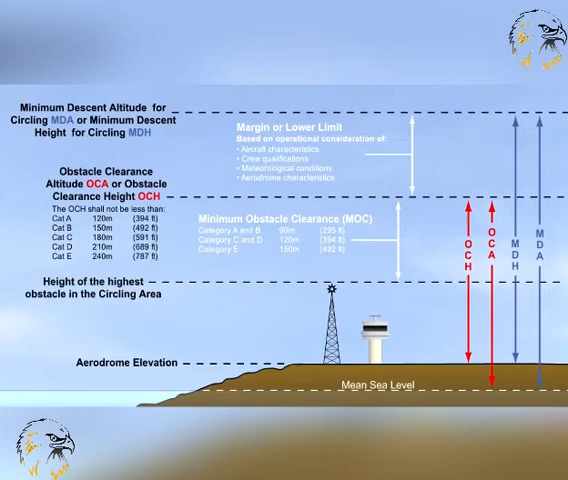 Minimum Descent Altitude for
Circling MDA or Minimum Descent
Height for Circling MDH
Margin or Lower Limit
Based on operational consideration of:
• Aircraft characteristics
• Crew qualifications
• Meteorological conditions
• Aerodrome characteristics
Obstacle Clearance
Altitude OCA or Obstacle
Clearance Height OCH
The OCH shall not be less than:
Cat A 120m (394 ft)
Cat B 150m (492 ft)
Cat C 180m (591 ft)
Cat D 210m (689 ft)
Cat E 240m (787 ft)
Minimum Obstacle Clearance (MOC)
Category A and B 90m (295 ft)
Category C and D 120m (394 ft)
Category E 150m (492 ft)
OCH
OCA
MDH
MDA
Height of the highest
obstacle in the Circling Area
Aerodrome Elevation
Mean Sea Level